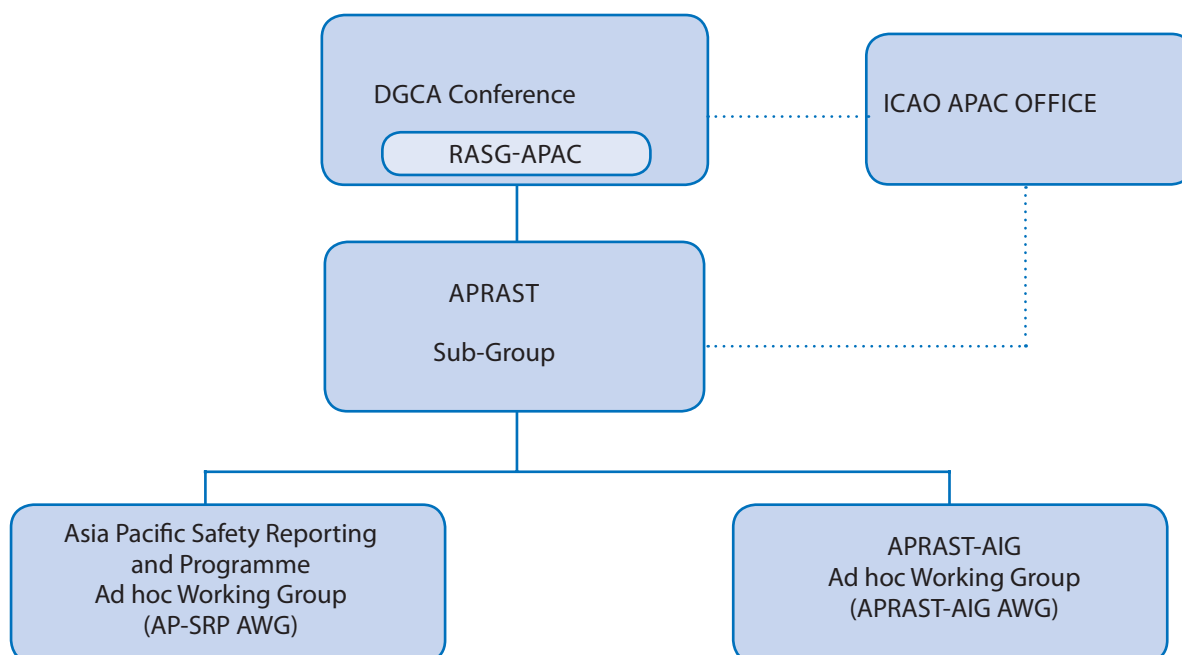 DGCA Conference
RASG-APAC
ICAO APAC OFFICE
APRAST
Sub-Group
Asia Pacific Safety Reporting
and Programme
Ad hoc Working Group
(AP-SRP AWG)
APRAST-AIG
Ad hoc Working Group
(APRAST-AIG AWG)